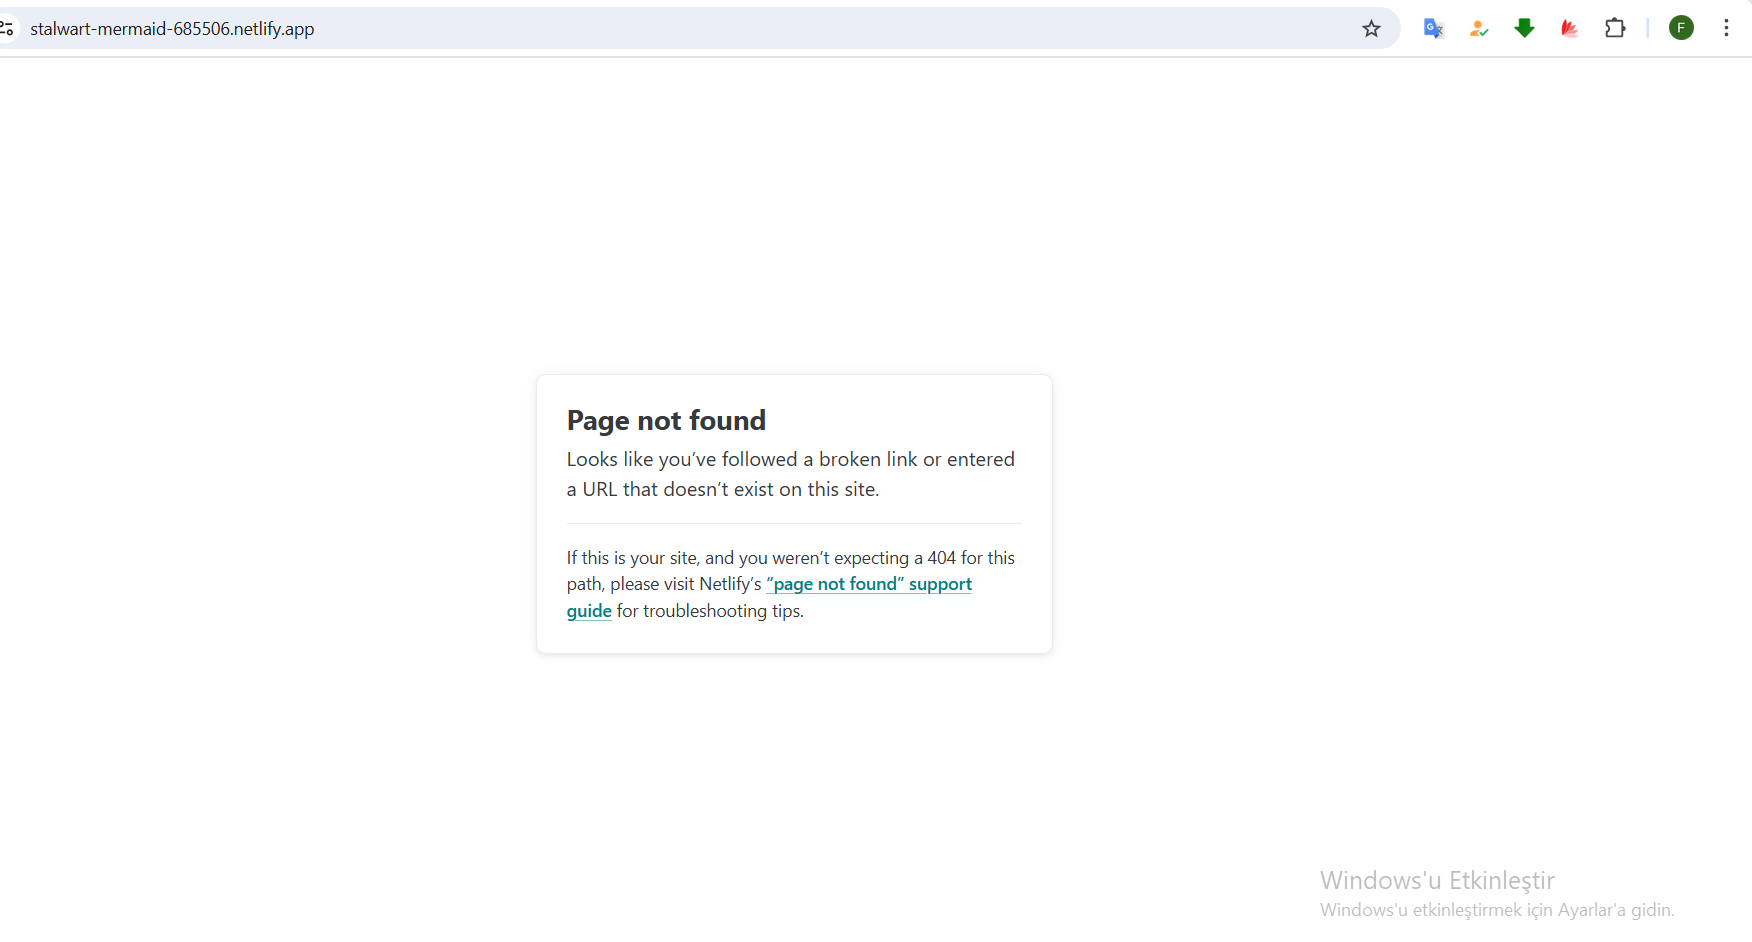 stalwart-mermaid-685506.netlify.app
F
Page not found
Looks like you’ve followed a broken link or entered
a URL that doesn’t exist on this site.
If this is your site, and you weren’t expecting a 404 for this
path, please visit Netlify’s “page not found” support
guide for troubleshooting tips.
Windows'u Etkinleştir
Windows'u etkinleştirmek için Ayarlar'a gidin.